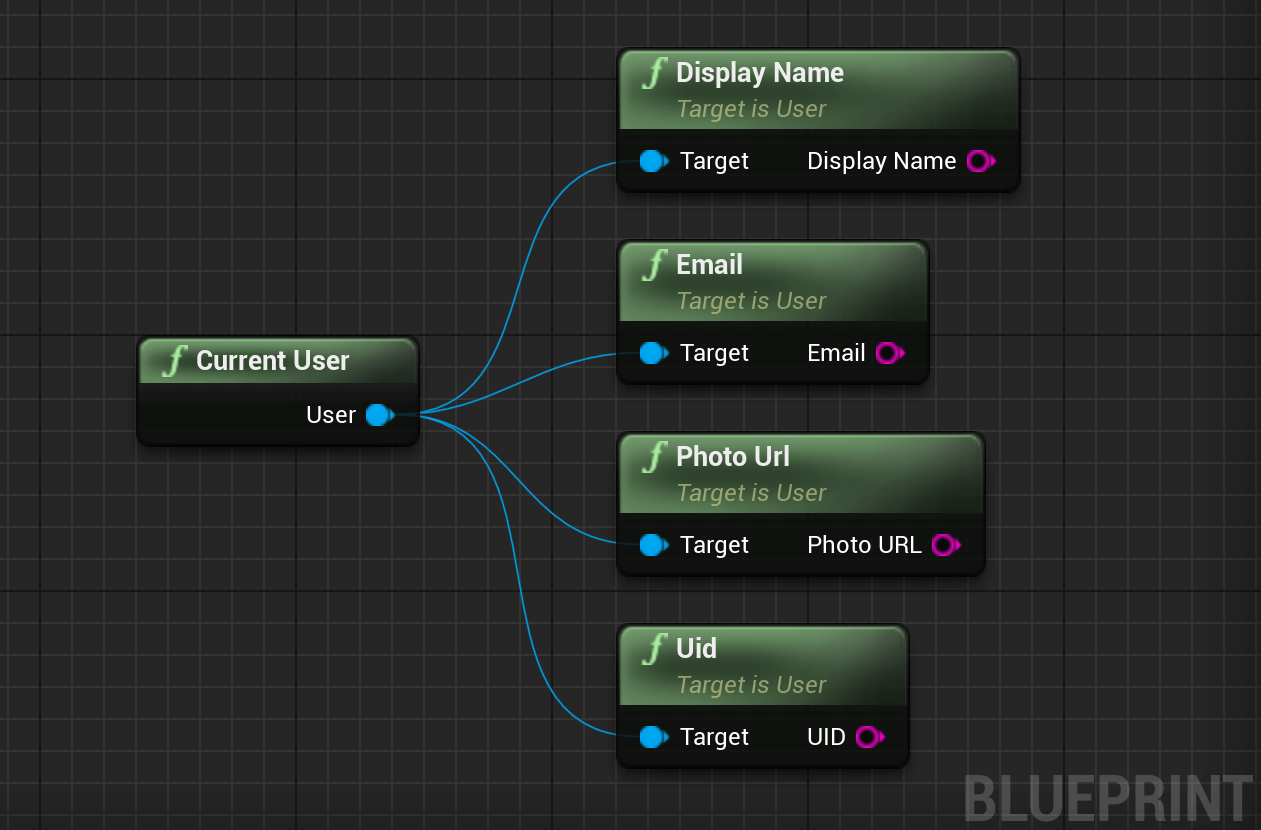 Display Name
Target is User
Target Display Name
Email
Target is User
Target Email
Current User
User
Photo Url
Target is User
Target Photo URL
Uid
Target is User
Target UID
BLUEPRINT